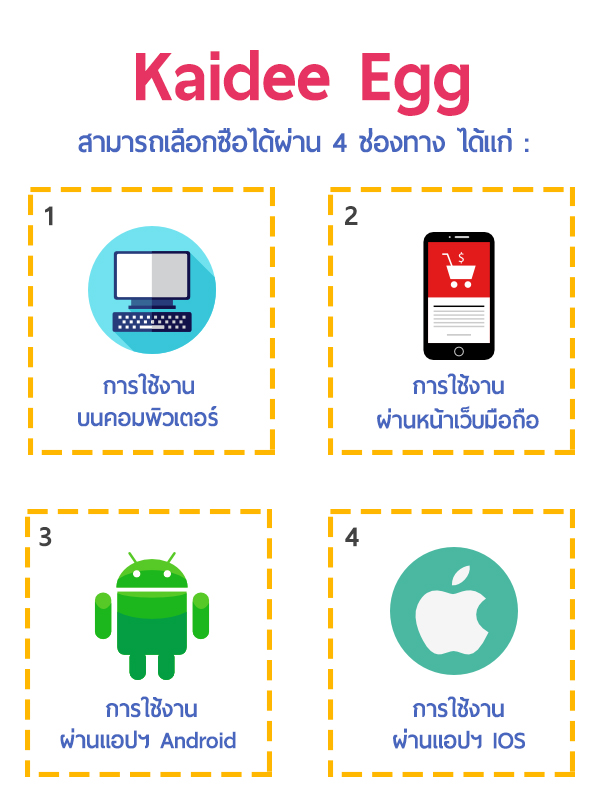 Kaidee Egg
สามารถเลือกซือได้ผ่าน 4 ช่องทาง ได้แก่ :
1
การใช้งาน
บนคอมพิวเตอร์
2
$
การใช้งาน
ผ่านหน้าเว็บมือถือ
3
การใช้งาน
ผ่านแอปฯ Android
4
การใช้งาน
ผ่านแอปฯ IOS